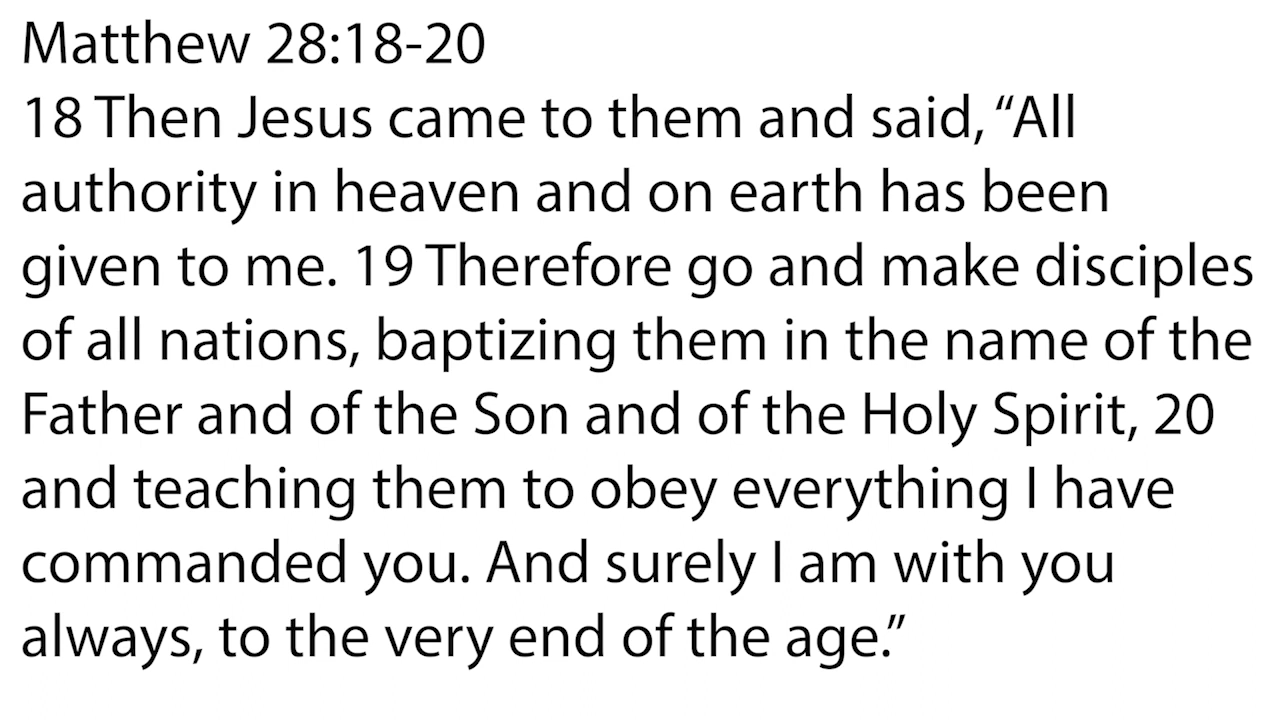 Matthew 28:18-20
18 Then Jesus came to them and said, “All
authority in heaven and on earth has been
given to me. 19 Therefore go and make disciples
of all nations, baptizing them in the name of the
Father and of the Son and of the Holy Spirit, 20
and teaching them to obey everything I have
commanded you. And surely I am with you
always, to the very end of the age.”